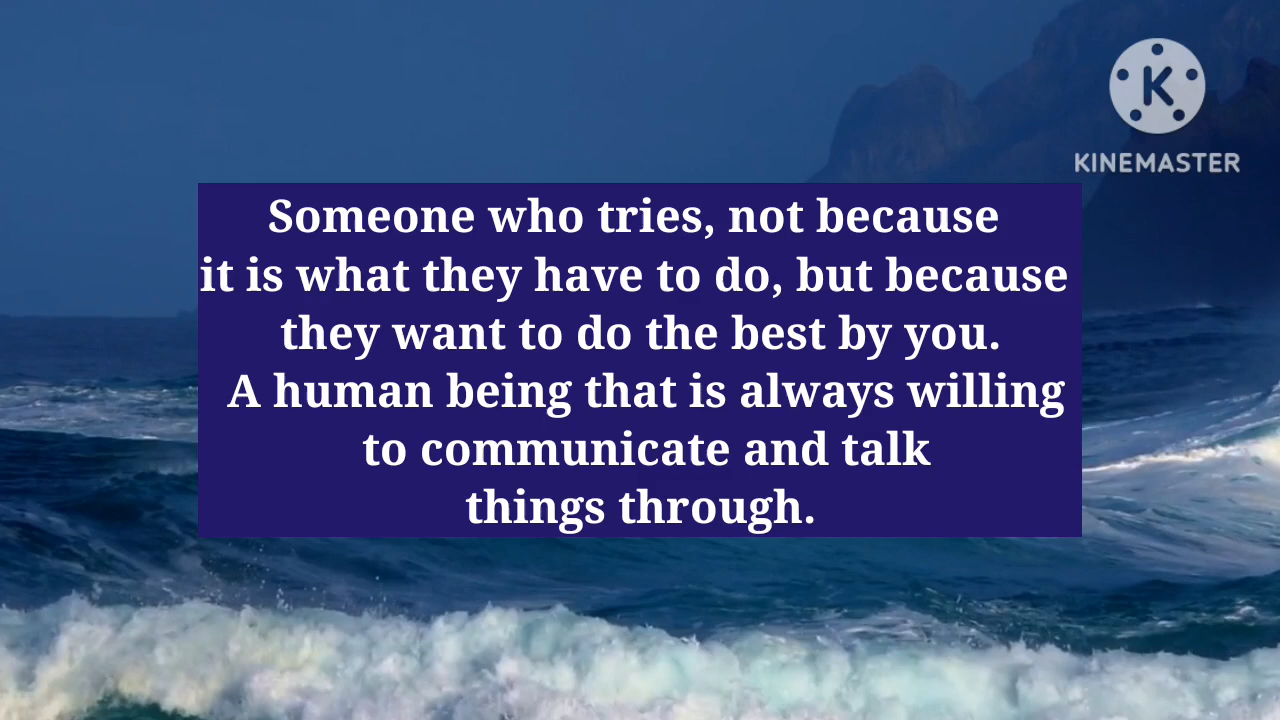 K
KINEMASTER
Someone who tries, not because
it is what they have to do, but because
they want to do the best by you.
A human being that is always willing
to communicate and talk
things through.